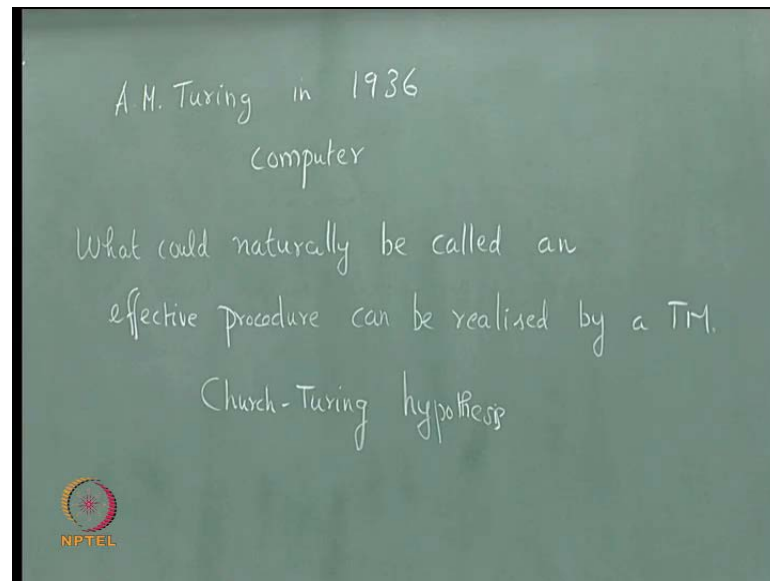 A.M. Turing in 1936
computer
What could naturally be called an
effective procedure can be realised by a TM.
Church-Turing hypothesis
NPTEL